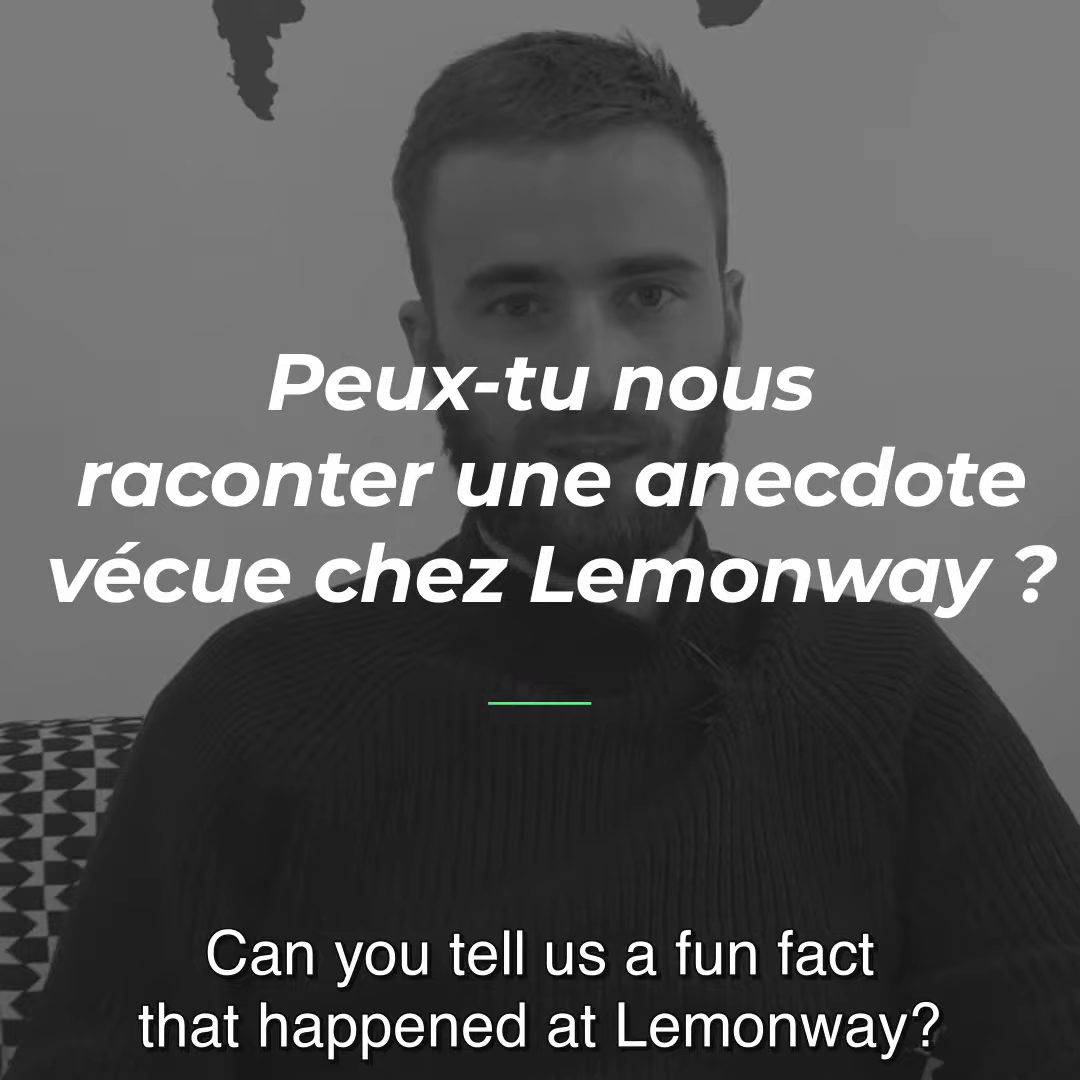 Peux-tu nous
raconter une anecdote
vécue chez Lemonway ?
Can you tell us a fun fact
that happened at Lemonway?